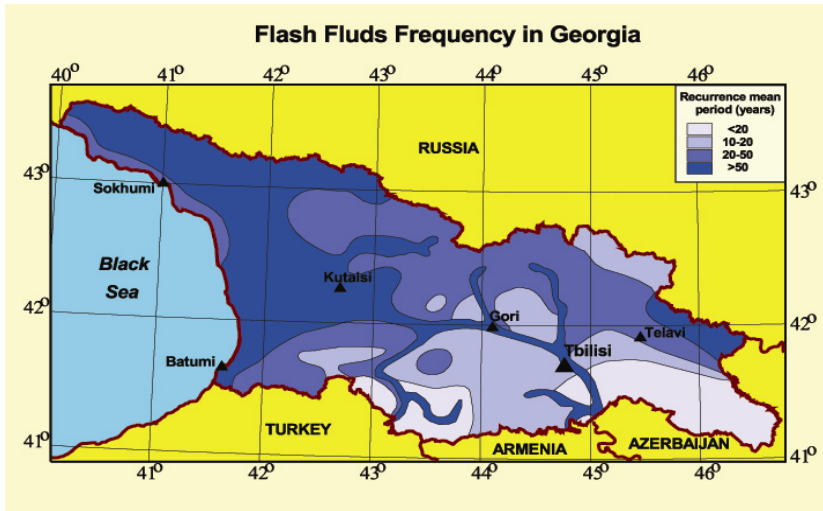 Flash Fluds Frequency in Georgia
40° 41° 42° 43° 44° 45° 46°
Recurrence mean
period (years)
<20
10-20
20-50
>50
RUSSIA
43° 43°
Sokhumi
Black
Sea
Kutaisi
42° 42°
Gori
Telavi
Tbilisi
Batumi
TURKEY
ARMENIA
AZERBAIJAN
41° 41°
41° 42° 43° 44° 45° 46°